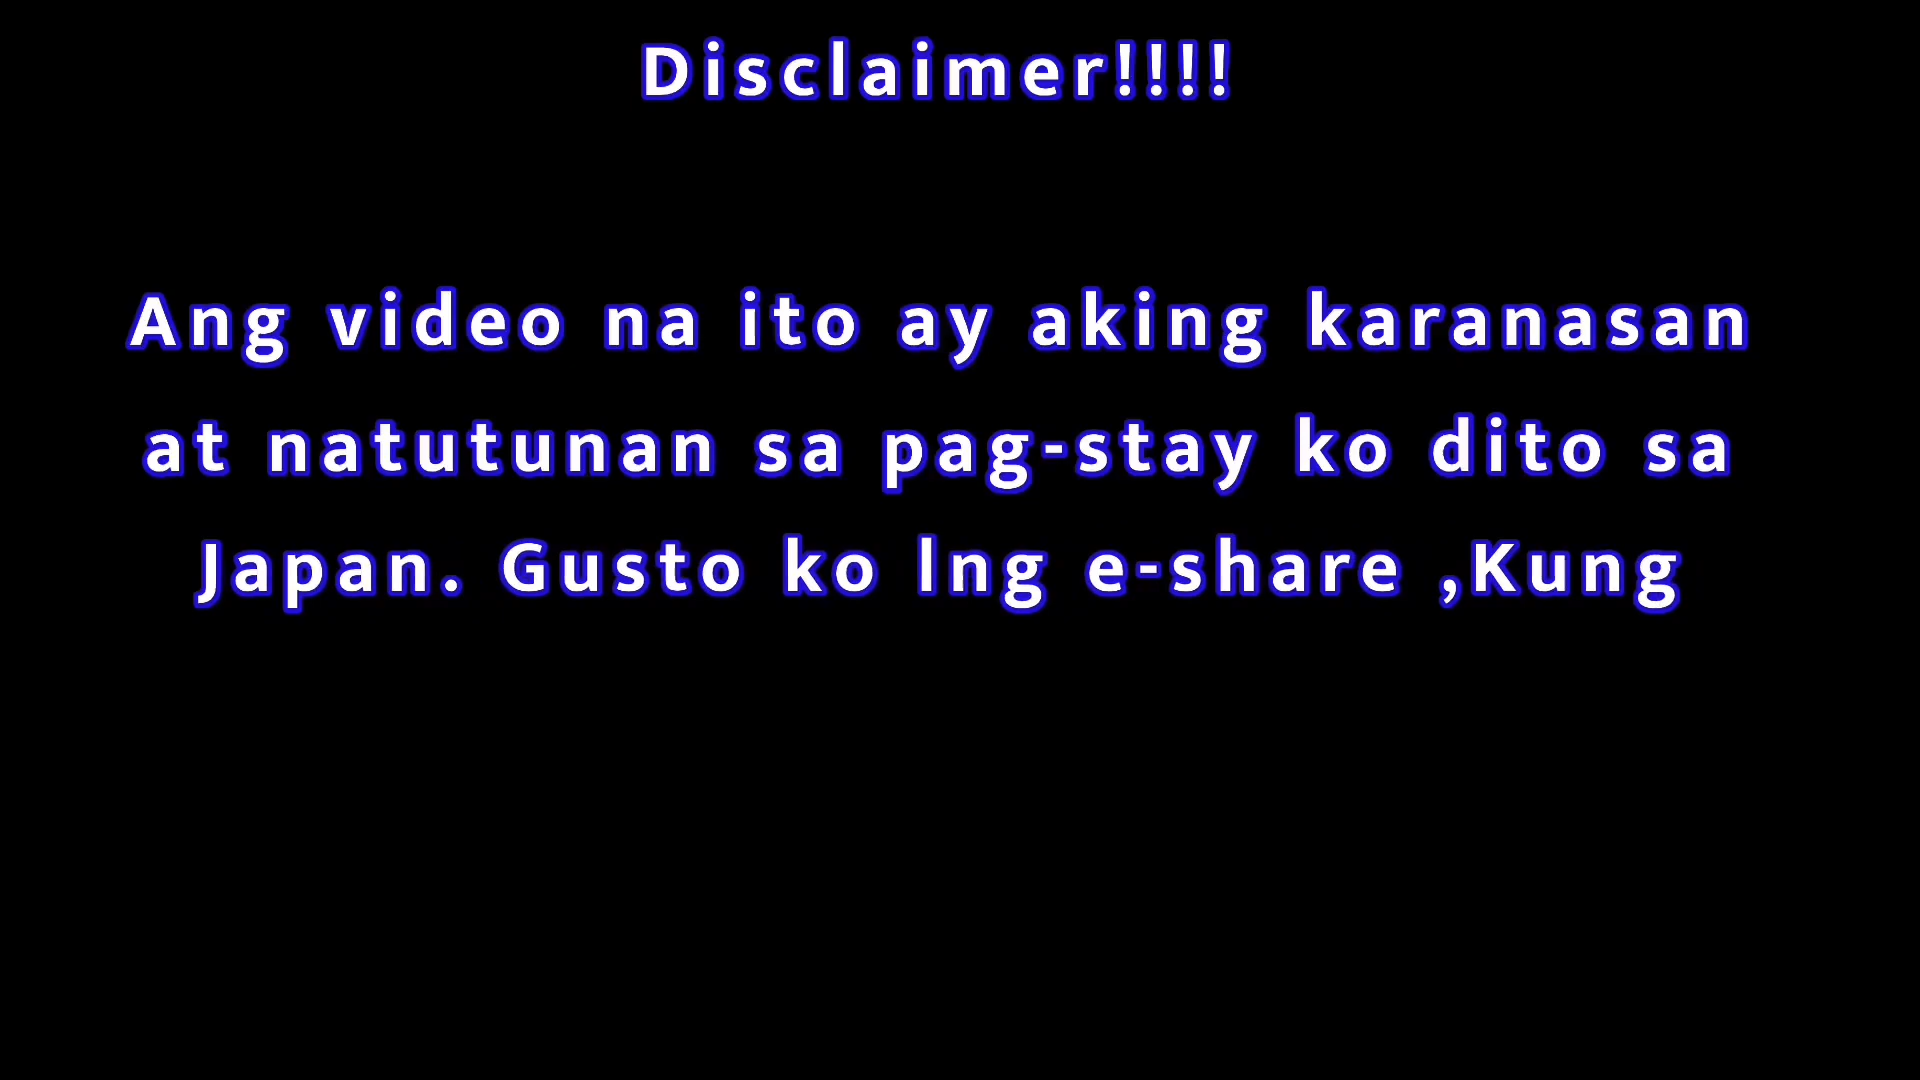 Disclaimer!!!!
Ang video na ito ay aking karanasan
at natutunan sa pag-stay ko dito sa
Japan. Gusto ko lng e-share ,Kung